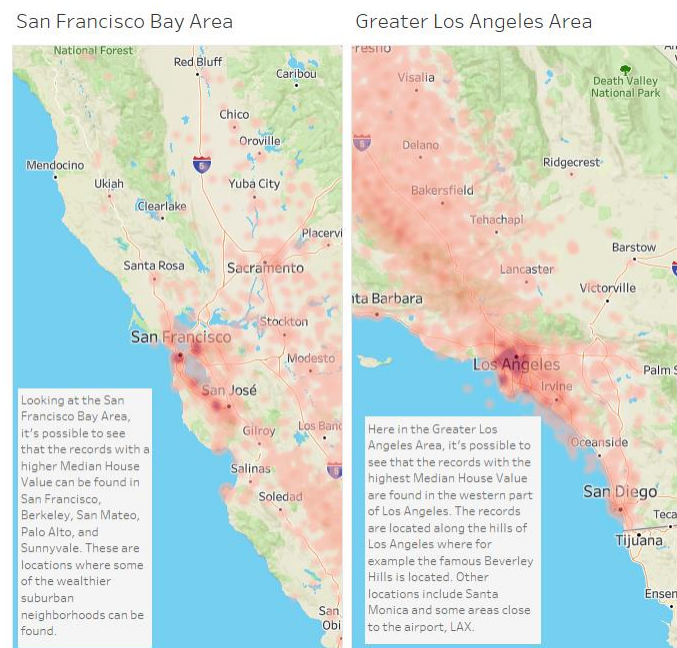 San Francisco Bay Area
National Forest
Red Bluff
Caribou
Chico
Oroville
Mendocino
5
Ukiah
Yuba City
Clearlake
Placervi
Santa Rosa
Sacramento
Stockton
San Francisco
Modesto
San José
Gilroy
Los Banc
Salinas
5
Soledad
San
Obi
Looking at the San
Francisco Bay Area,
it's possible to see
that the records with a
higher Median House
Value can be found in
San Francisco,
Berkeley, San Mateo,
Palo Alto, and
Sunnyvale. These are
locations where some
of the wealthier
suburban
neighborhoods can be
found.
Greater Los Angeles Area
Fresno
Visalia
Death Valley
National Park
5
Delano
Ridgecrest
Bakersfield
Tehachapi
Barstow
Lancaster
Victorville
nta Barbara
Los Angeles
Palm S
Irvine
Oceanside
San Diego
Teca
Tijuana
Ensen
Here in the Greater Los
Angeles Area, it's possible to
see that the records with the
highest Median House Value
are found in the western part
of Los Angeles. The records
are located along the hills of
Los Angeles where for
example the famous Beverley
Hills is located. Other
locations include Santa
Monica and some areas close
to the airport, LAX.